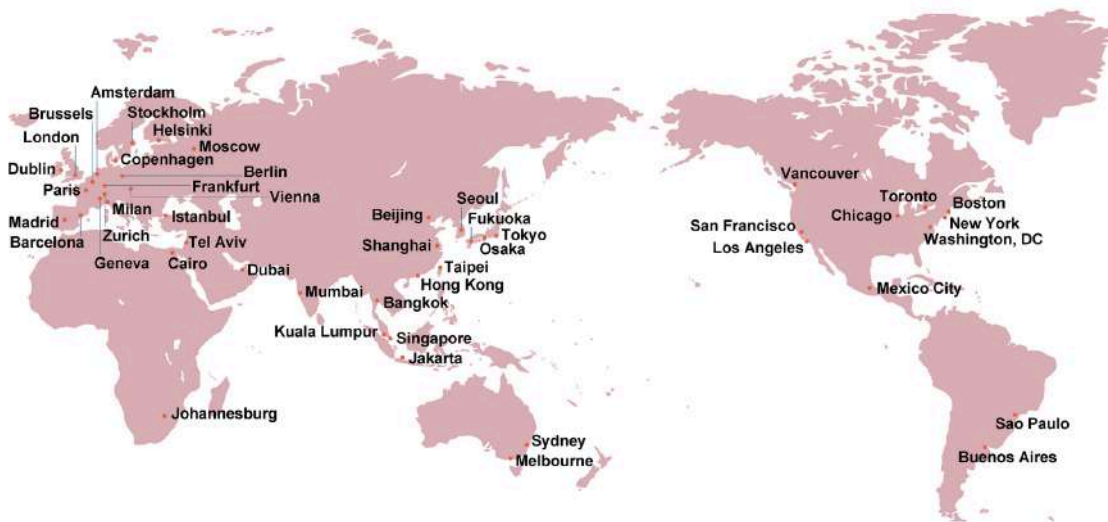 Amsterdam
Brussels
Stockholm
London
Helsinki
Moscow
Dublin
Copenhagen
Berlin
Paris
Frankfurt
Vienna
Madrid
Milan
Istanbul
Barcelona
Zurich
Tel Aviv
Geneva
Cairo
Dubai
Mumbai
Beijing
Seoul
Fukuoka
Tokyo
Shanghai
Osaka
Taipei
Hong Kong
Bangkok
Kuala Lumpur
Singapore
Jakarta
Johannesburg
Sydney
Melbourne
Vancouver
Toronto
Boston
Chicago
New York
San Francisco
Washington, DC
Los Angeles
Mexico City
Sao Paulo
Buenos Aires